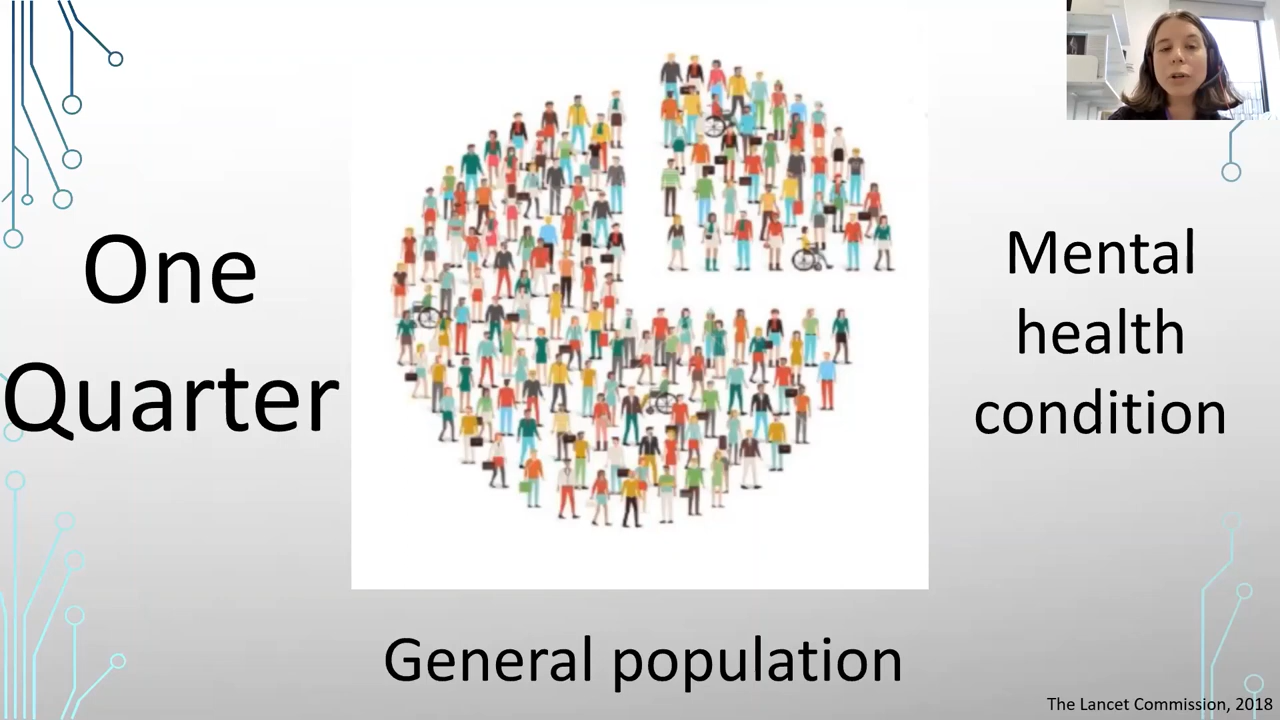 One
Quarter
Mental
health
condition
General population
The Lancet Commission, 2018